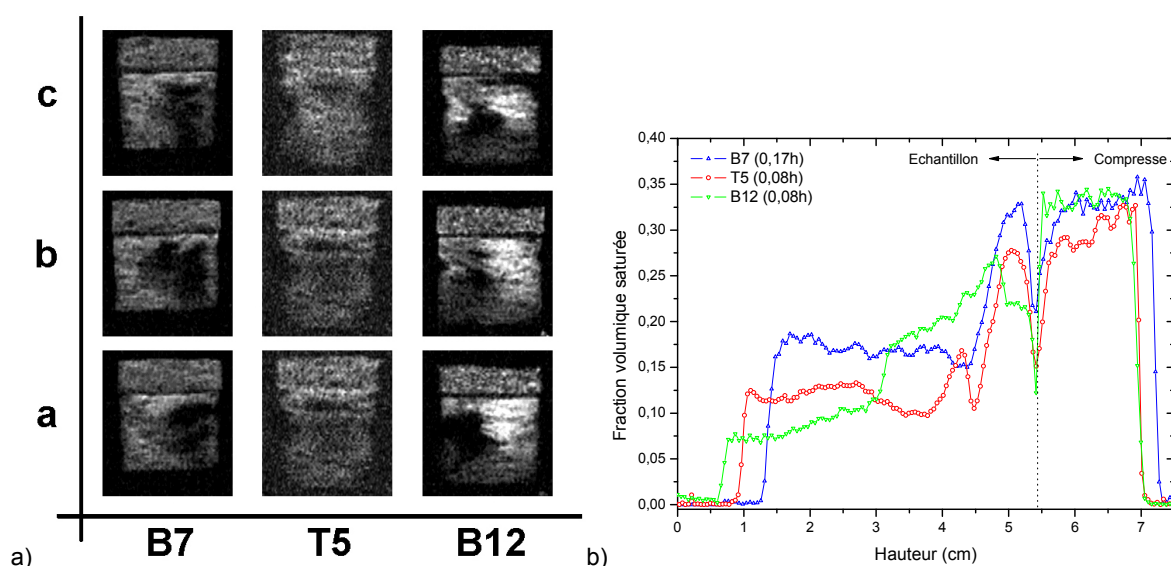 c
b
a
B7 T5 B12
a)
0,40
0,35
0,30
0,25
0,20
0,15
0,10
0,05
0,00
Fraction volumique saturée
B7 (0,17h)
T5 (0,08h)
B12 (0,08h)
Echantillon
Compresse
0 1 2 3 4 5 6 7
Hauteur (cm)
b)